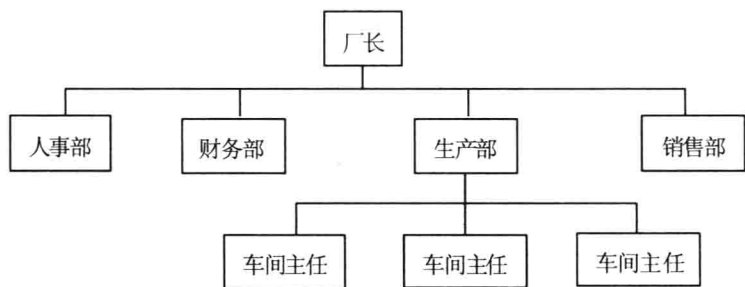 厂长
人事部
财务部
生产部
销售部
车间主任
车间主任
车间主任